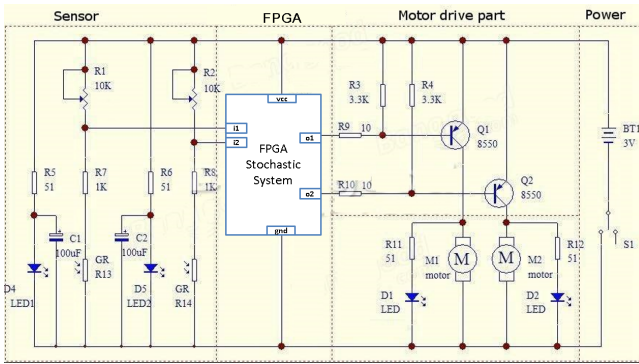 Sensor
FPGA
Motor drive part
Power
R1
10K
R2
10K
R3
3.3K
R4
3.3K
vcc
i1
i2
o1
o2
gnd
FPGA
Stochastic
System
R9 10
R10 10
Q1
8550
Q2
8550
BT1
3V
S1
R5
51
R7
1K
R6
51
R8
1K
C1
100uF
GR
R13
C2
100uF
GR
R14
D4
LED1
D5
LED2
R11
51
M1
motor
M
M
M2
motor
R12
51
D1
LED
D2
LED